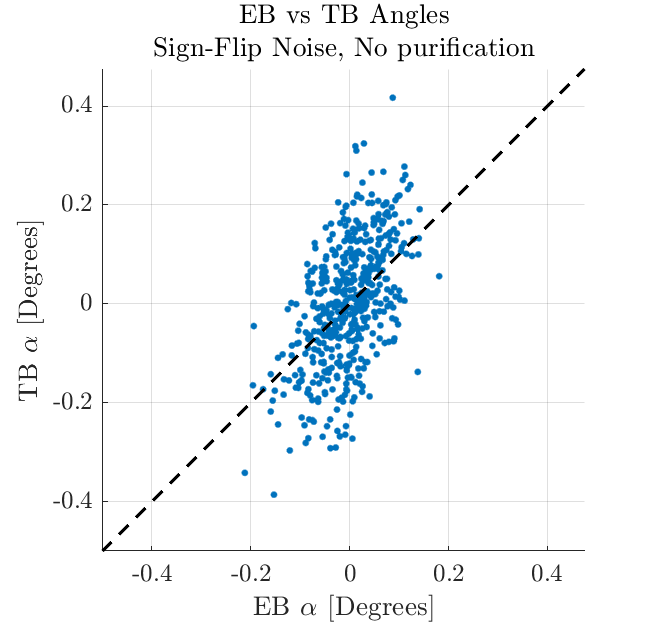 EB vs TB Angles
Sign-Flip Noise, No purification
0.4
0.2
0
-0.2
-0.4
TB α [Degrees]
-0.4 -0.2 0 0.2 0.4
EB α [Degrees]